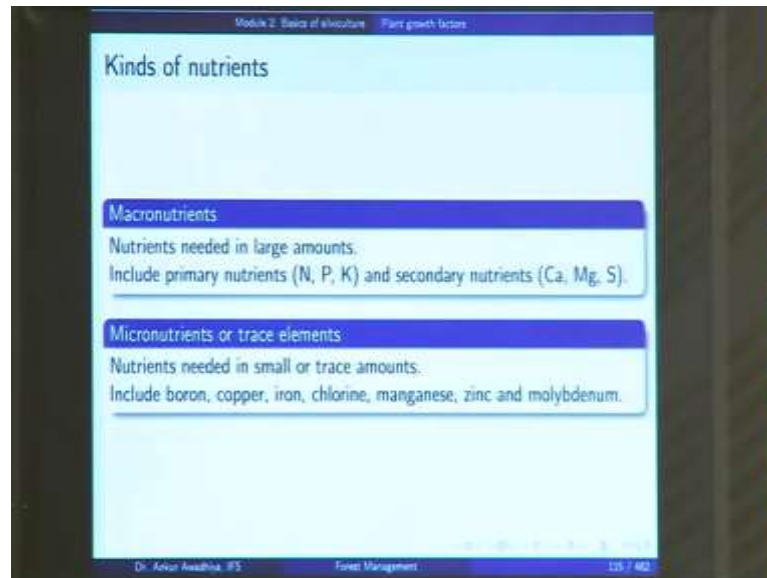 Module 2: Basics of silviculture Plant growth factors
Kinds of nutrients
Macronutrients
Nutrients needed in large amounts.
Include primary nutrients (N, P, K) and secondary nutrients (Ca, Mg, S).
Micronutrients or trace elements
Nutrients needed in small or trace amounts.
Include boron, copper, iron, chlorine, manganese, zinc and molybdenum.
Dr. Ankur Awadhiya, IFS Forest Management 115 / 482